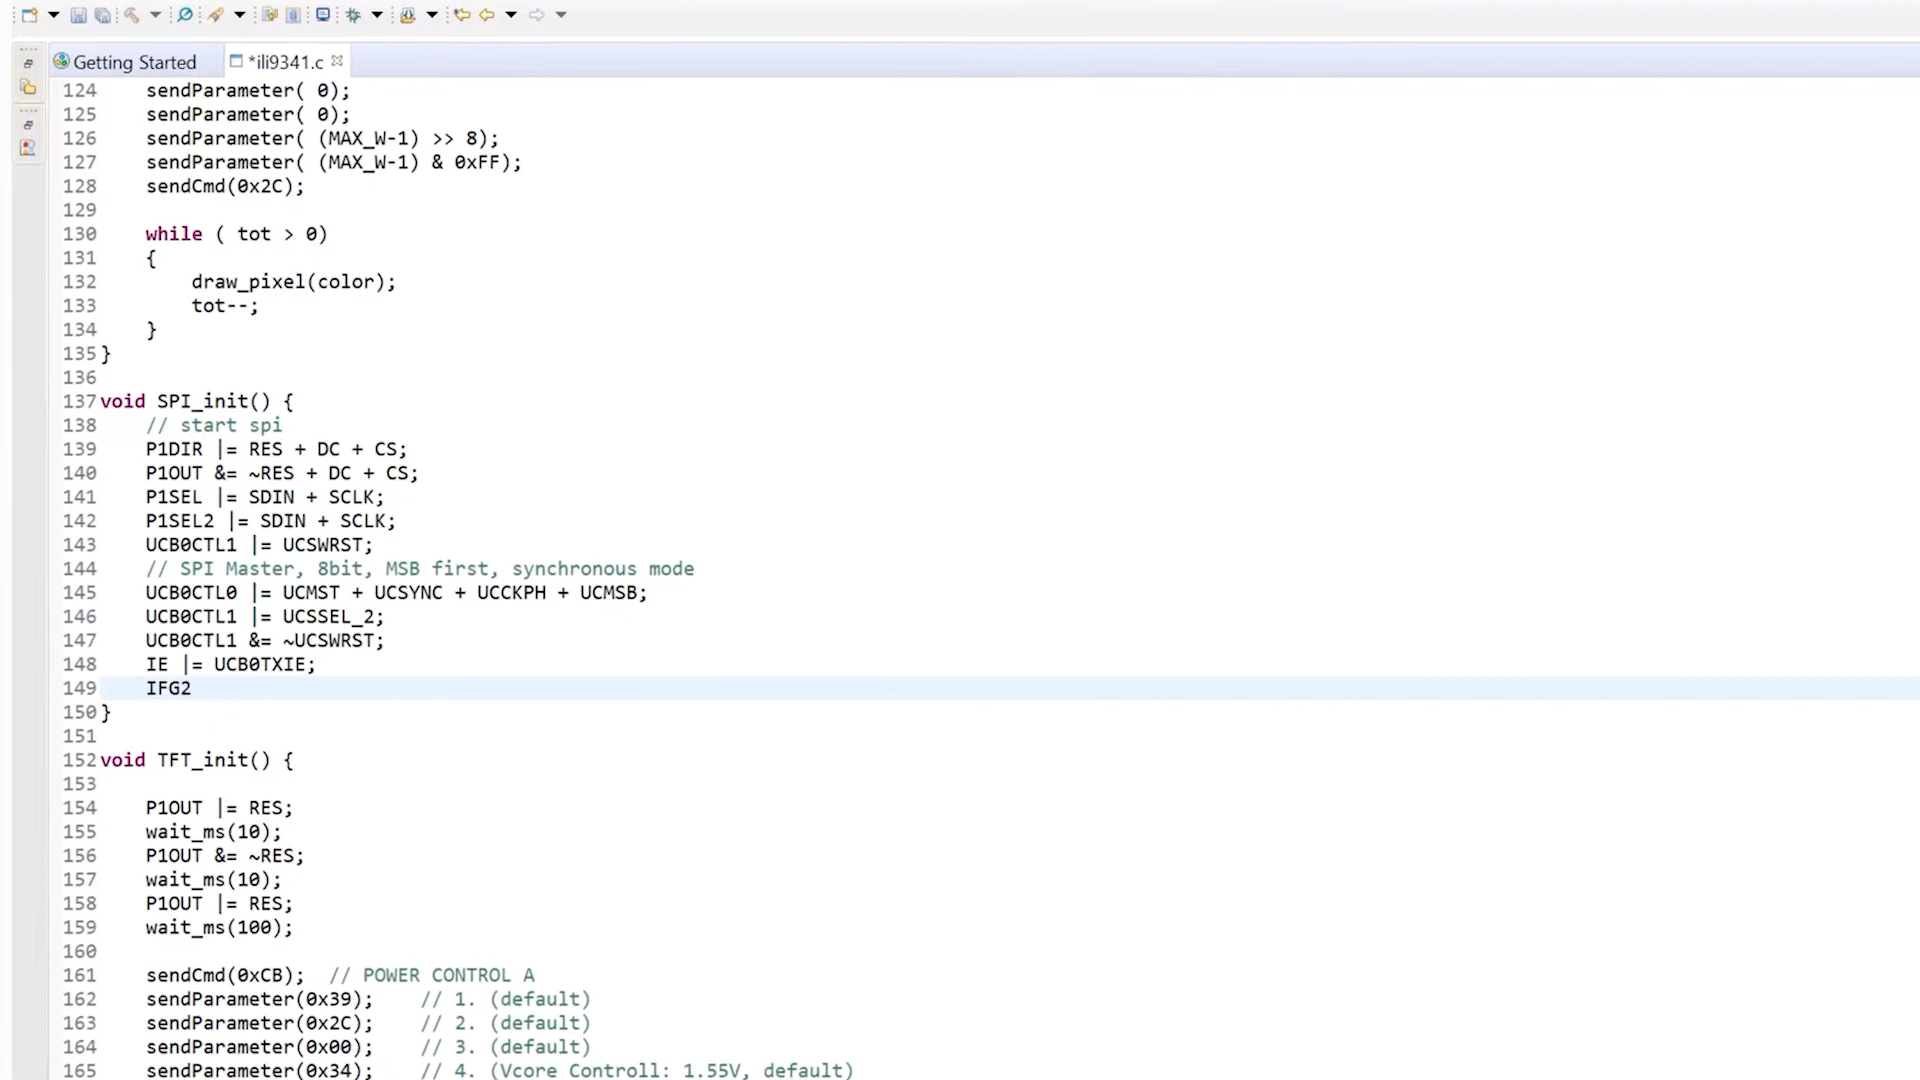 Getting Started
*ili9341.c
124 sendParameter( 0);
125 sendParameter( 0);
126 sendParameter( (MAX_W-1) >> 8);
127 sendParameter( (MAX_W-1) & 0xFF);
128 sendCmd(0x2C);
129
130 while ( tot > 0)
131 {
132 draw_pixel(color);
133 tot--;
134 }
135 }
136
137 void SPI_init() {
138 // start spi
139 P1DIR |= RES + DC + CS;
140 P1OUT &= ~RES + DC + CS;
141 P1SEL |= SDIN + SCLK;
142 P1SEL2 |= SDIN + SCLK;
143 UCB0CTL1 |= UCSWRST;
144 // SPI Master, 8bit, MSB first, synchronous mode
145 UCB0CTL0 |= UCMST + UCSYNC + UCCKPH + UCMSB;
146 UCB0CTL1 |= UCSSEL_2;
147 UCB0CTL1 &= ~UCSWRST;
148 IE |= UCB0TXIE;
149 IFG2
150 }
151
152 void TFT_init() {
153
154 P1OUT |= RES;
155 wait_ms(10);
156 P1OUT &= ~RES;
157 wait_ms(10);
158 P1OUT |= RES;
159 wait_ms(100);
160
161 sendCmd(0xCB); // POWER CONTROL A
162 sendParameter(0x39); // 1. (default)
163 sendParameter(0x2C); // 2. (default)
164 sendParameter(0x00); // 3. (default)
165 sendParameter(0x34); // 4. (Vcore Controll: 1.55V, default)